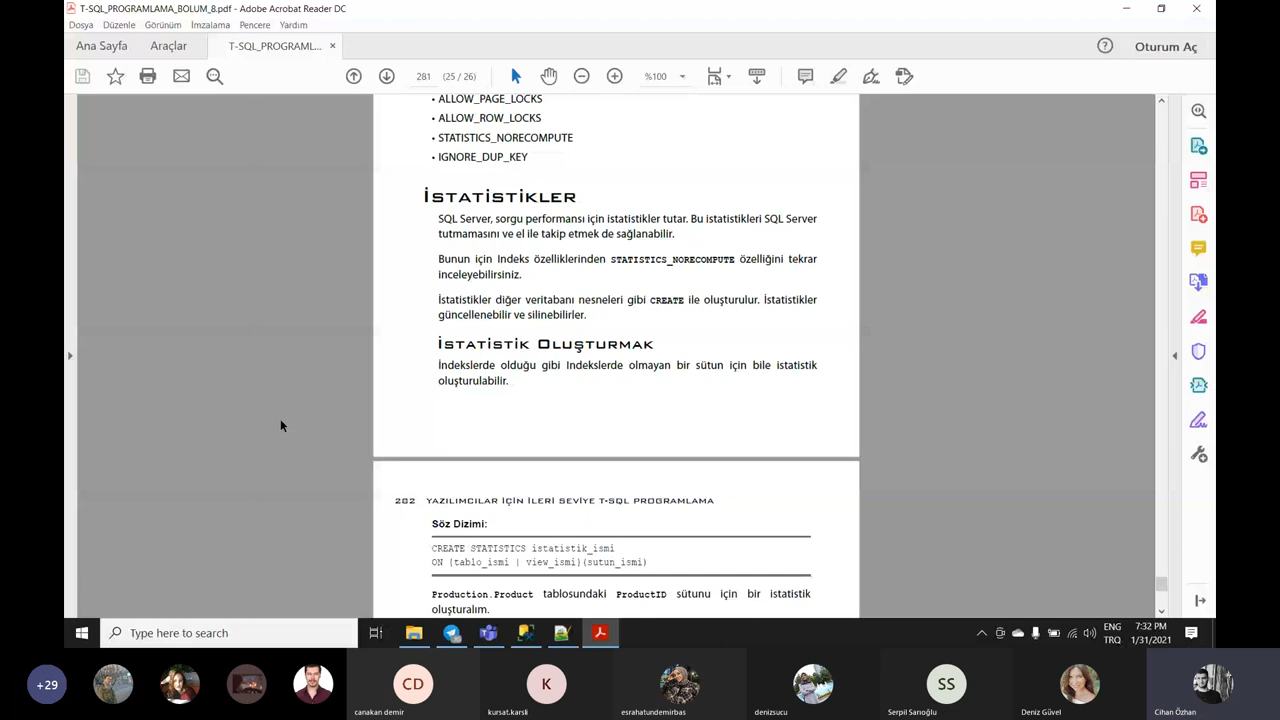 T-SQL_PROGRAMLAMA_BOLUM_8.pdf - Adobe Acrobat Reader DC
Dosya Düzenle Görünüm İmzalama Pencere Yardım
Ana Sayfa Araçlar T-SQL_PROGRAML... × Oturum Aç
281 (25 / 26) %100
• ALLOW_PAGE_LOCKS
• ALLOW_ROW_LOCKS
• STATISTICS_NORECOMPUTE
• IGNORE_DUP_KEY
İSTATİSTİKLER
SQL Server, sorgu performansı için istatistikler tutar. Bu istatistikleri SQL Server
tutmamasını ve el ile takip etmek de sağlanabilir.
Bunun için Indeks özelliklerinden STATISTICS_NORECOMPUTE özelliğini tekrar
inceleyebilirsiniz.
İstatistikler diğer veritabanı nesneleri gibi CREATE ile oluşturulur. İstatistikler
güncellenebilir ve silinebilirler.
İSTATİSTİK OLUŞTURMAK
İndekslerde olduğu gibi Indekslerde olmayan bir sütun için bile istatistik
oluşturulabilir.
282 YAZILIMCILAR İÇİN İLERİ SEVİYE T-SQL PROGRAMLAMA
Söz Dizimi:
CREATE STATISTICS istatistik_ismi
ON {tablo_ismi | view_ismi}(sutun_ismi)
Production.Product tablosundaki ProductID sütunu için bir istatistik
oluşturalım.
Type here to search
ENG 7:32 PM
TRQ 1/31/2021
+29 CD K SS
canakan demir kursat.karsli esrahatundemirbas denizsucu Serpil Sarıoğlu Deniz Güvel Cihan Özhan